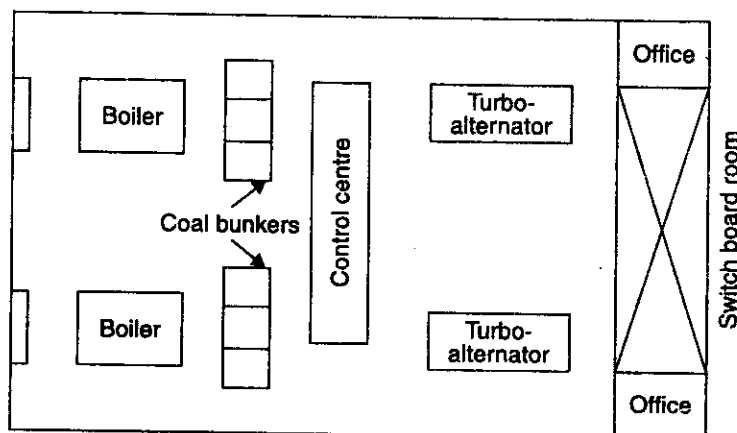 Office
Boiler
Turbo-
alternator
Coal bunkers
Control centre
Switch board room
Boiler
Turbo-
alternator
Office